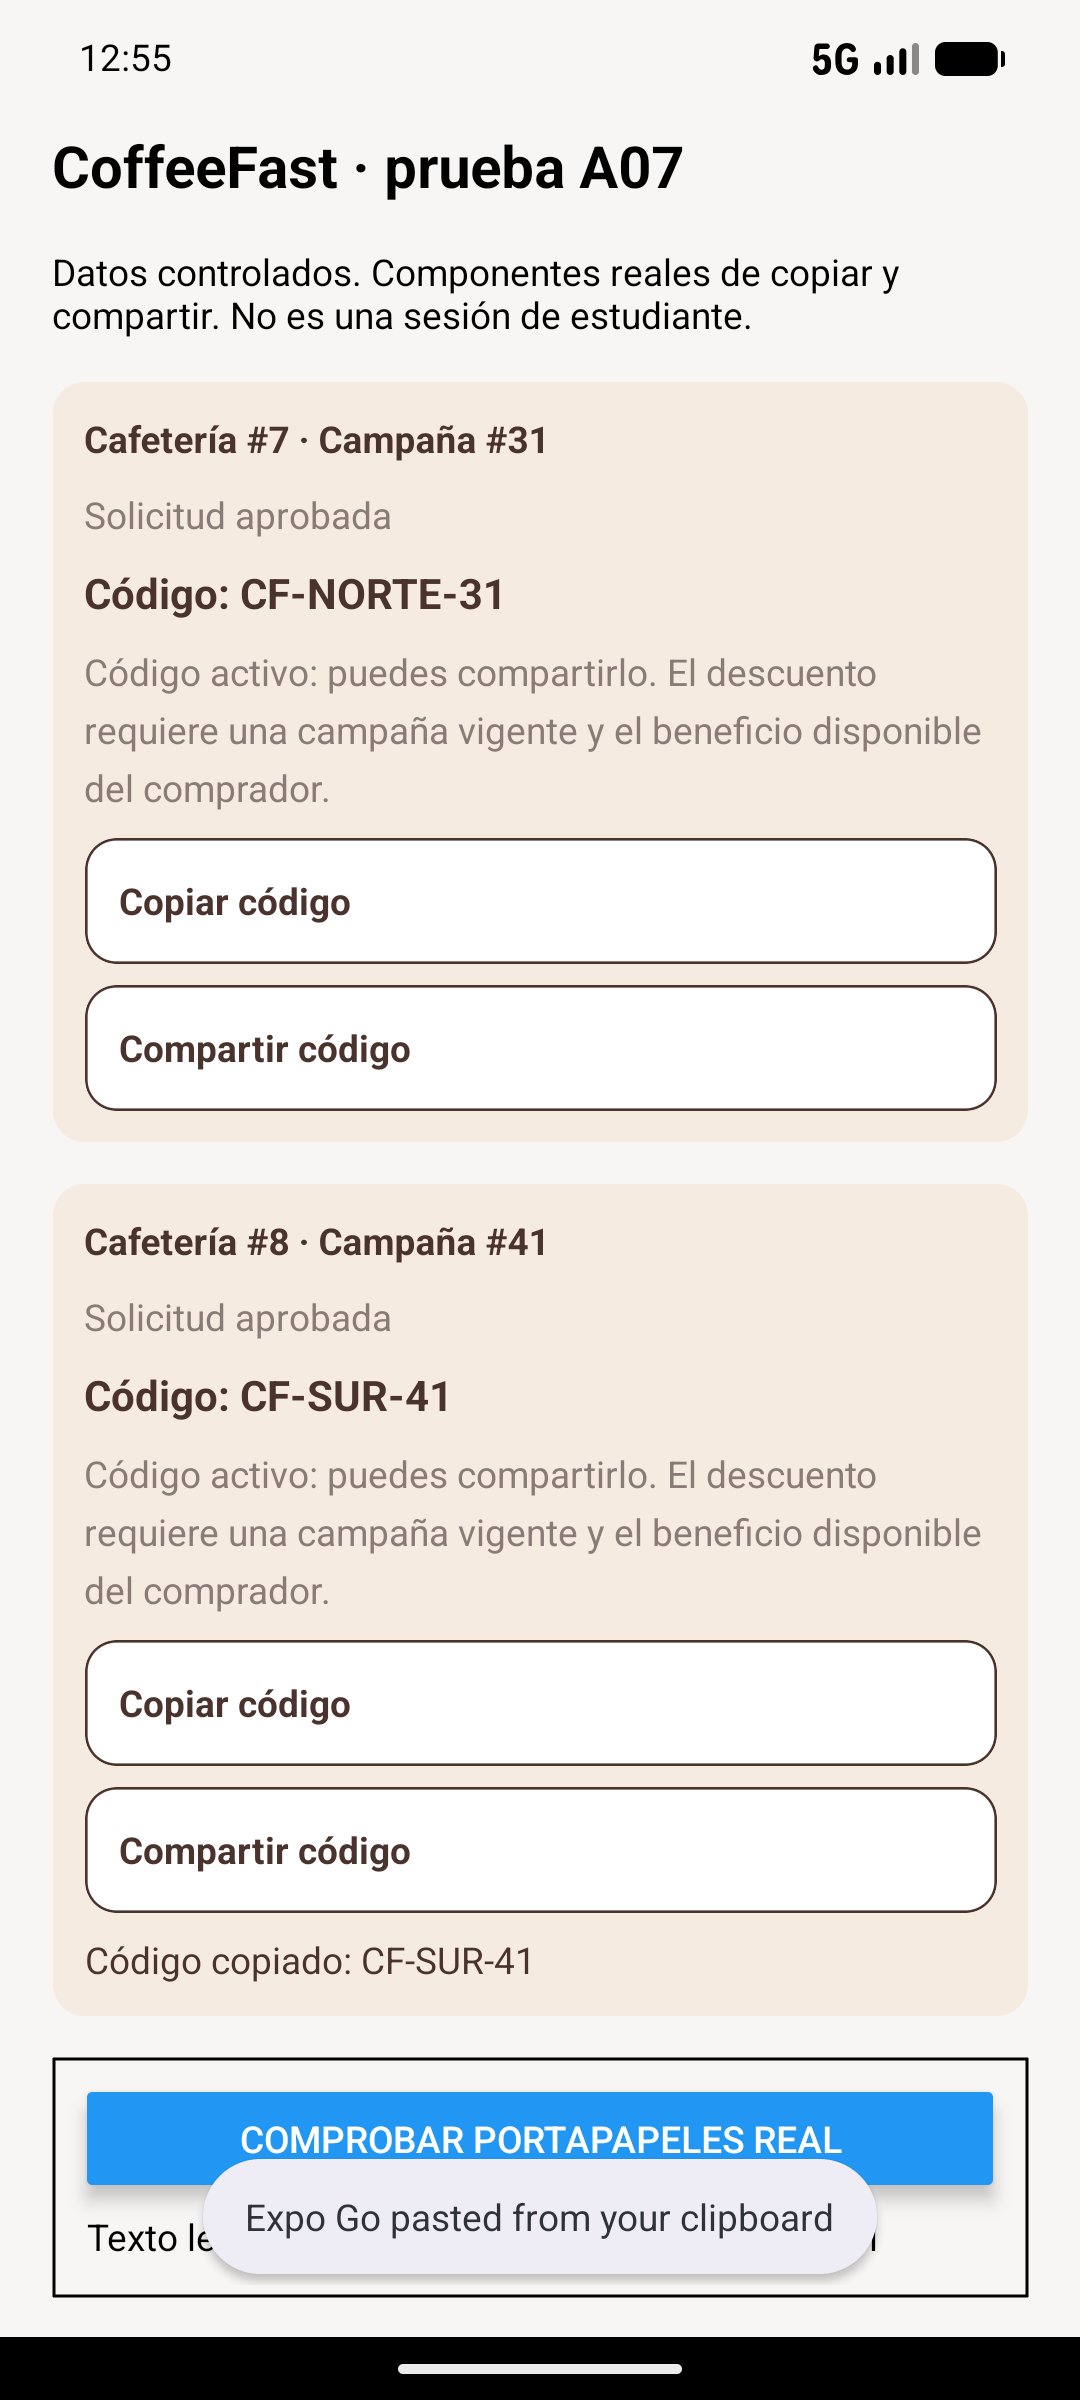 12:55
5G
CoffeeFast · prueba A07
Datos controlados. Componentes reales de copiar y
compartir. No es una sesión de estudiante.
Cafetería #7 · Campaña #31
Solicitud aprobada
Código: CF-NORTE-31
Código activo: puedes compartirlo. El descuento
requiere una campaña vigente y el beneficio disponible
del comprador.
Copiar código
Compartir código
Cafetería #8 · Campaña #41
Solicitud aprobada
Código: CF-SUR-41
Código activo: puedes compartirlo. El descuento
requiere una campaña vigente y el beneficio disponible
del comprador.
Copiar código
Compartir código
Código copiado: CF-SUR-41
COMPROBAR PORTAPAPELES REAL
Expo Go pasted from your clipboard
Texto